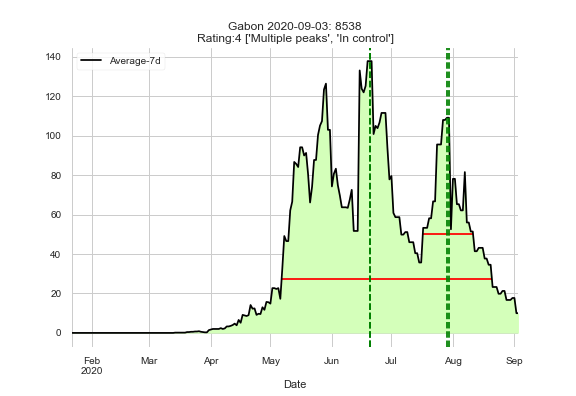 Gabon 2020-09-03: 8538
Rating:4 ['Multiple peaks', 'In control']
Average-7d
140
120
100
80
60
40
20
0
Feb Mar Apr May Jun Jul Aug Sep
2020
Date